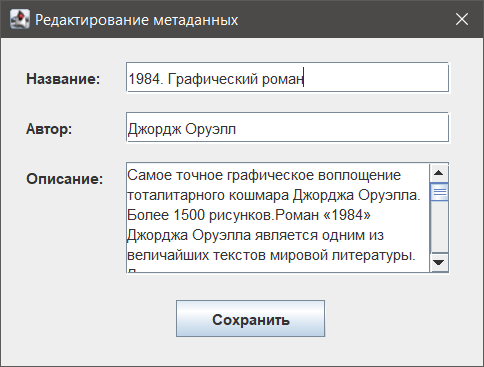 Редактирование метаданных
Название: 1984. Графический роман
Автор: Джордж Оруэлл
Описание: Самое точное графическое воплощение
тоталитарного кошмара Джорджа Оруэлла.
Более 1500 рисунков.Роман «1984»
Джорджа Оруэлла является одним из
величайших текстов мировой литературы.
Сохранить